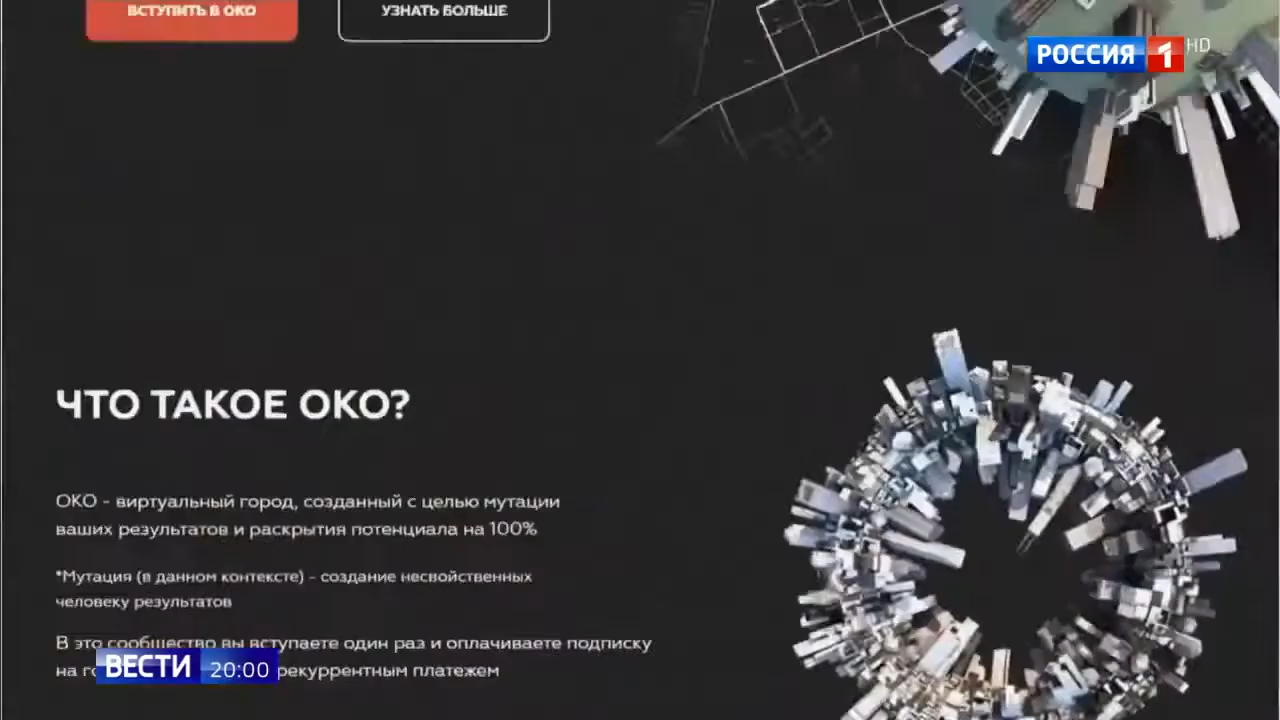 ВСТУПИТЬ В ОКО
УЗНАТЬ БОЛЬШЕ
РОССИЯ 1 HD
ЧТО ТАКОЕ ОКО?
ОКО - виртуальный город, созданный с целью мутации
ваших результатов и раскрытия потенциала на 100%
*Мутация (в данном контексте) - создание несвойственных
человеку результатов
В это сообщество вы вступаете один раз и оплачиваете подписку
на рекуррентным платежем
ВЕСТИ 20:00